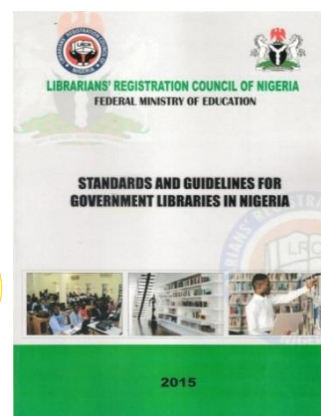 LIBRARIANS' REGISTRATION COUNCIL OF NIGERIA
FEDERAL MINISTRY OF EDUCATION
STANDARDS AND GUIDELINES FOR
GOVERNMENT LIBRARIES IN NIGERIA
2015